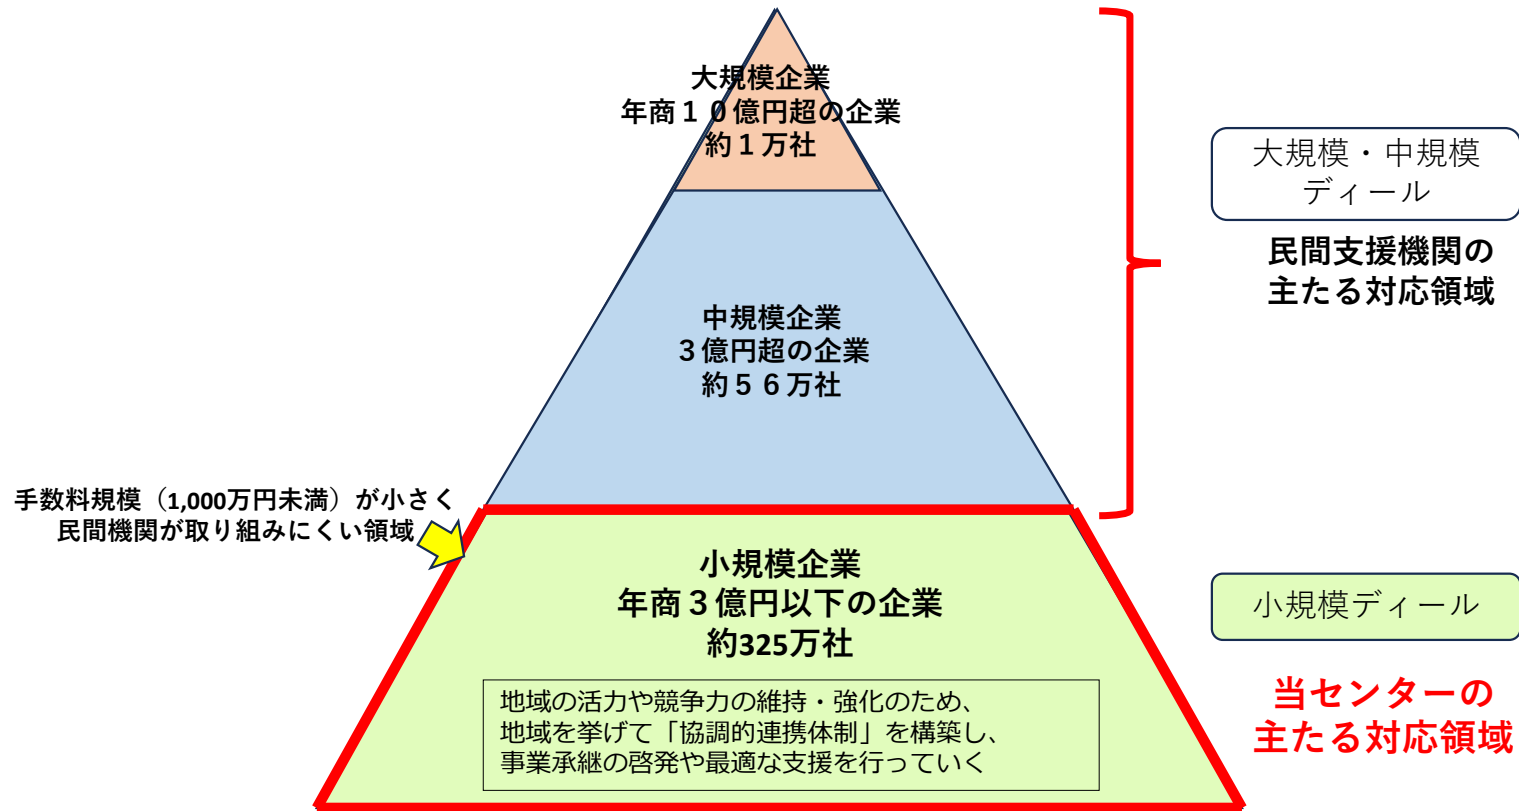 大規模企業
年商１０億円超の企業
約１万社
大規模・中規模
ディール
民間支援機関の
主たる対応領域
中規模企業
３億円超の企業
約５６万社
手数料規模（1,000万円未満）が小さく
民間機関が取り組みにくい領域
小規模企業
年商３億円以下の企業
約325万社
小規模ディール
当センターの
主たる対応領域
地域の活力や競争力の維持・強化のため、
地域を挙げて「協調的連携体制」を構築し、
事業承継の啓発や最適な支援を行っていく